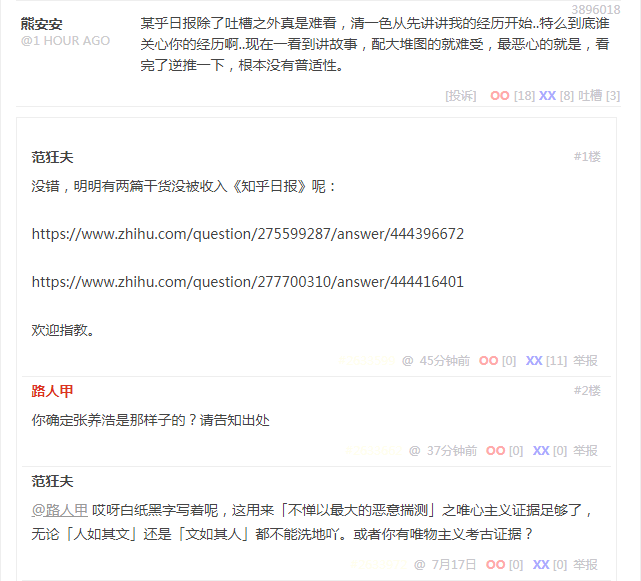 3896018
熊安安
@1 HOUR AGO
某乎日报除了吐槽之外真是难看，清一色从先讲讲我的经历开始..特么到底谁
关心你的经历啊..现在一看到讲故事，配大堆图的就难受，最恶心的就是，看
完了逆推一下，根本没有普适性。
[投诉] OO [18] XX [8] 吐槽 [3]
范狂夫 #1楼
没错，明明有两篇干货没被收入《知乎日报》呢：
https://www.zhihu.com/question/275599287/answer/444396672
https://www.zhihu.com/question/277700310/answer/444416401
欢迎指教。
@ 45分钟前 OO [0] XX [11] 举报
路人甲 #2楼
你确定张养浩是那样子的？请告知出处
@ 37分钟前 OO [0] XX [0] 举报
范狂夫
@路人甲 哎呀白纸黑字写着呢，这用来「不惮以最大的恶意揣测」之唯心主义证据足够了，
无论「人如其文」还是「文如其人」都不能洗地吖。或者你有唯物主义考古证据？
@ 7月17日 OO [0] XX [0] 举报